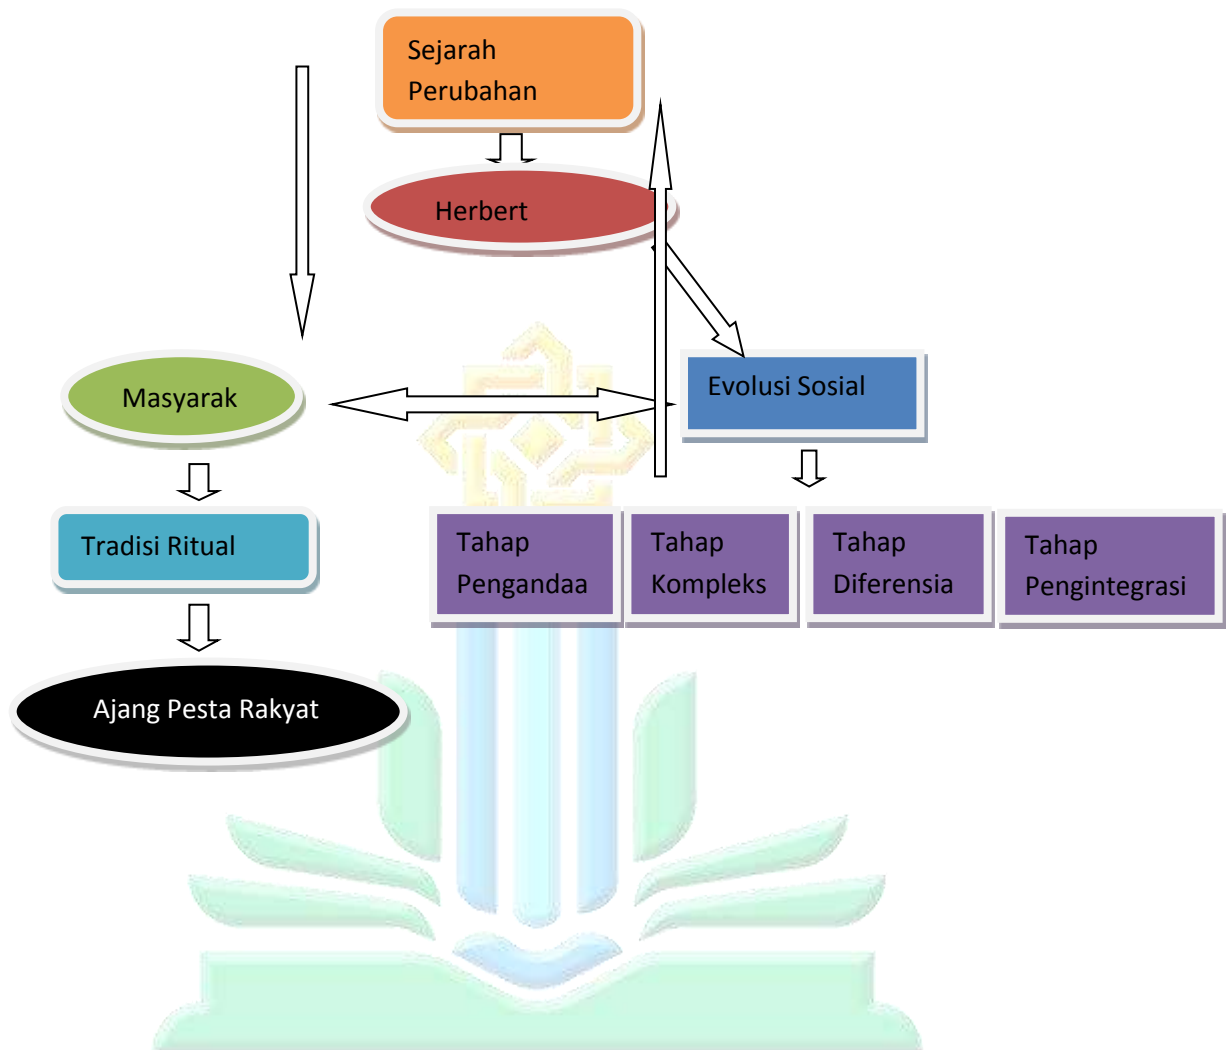 Sejarah
Perubahan
Herbert
Masyarak
Evolusi Sosial
Tradisi Ritual
Tahap
Pengandaa
Tahap
Kompleks
Tahap
Diferensia
Tahap
Pengintegrasi
Ajang Pesta Rakyat